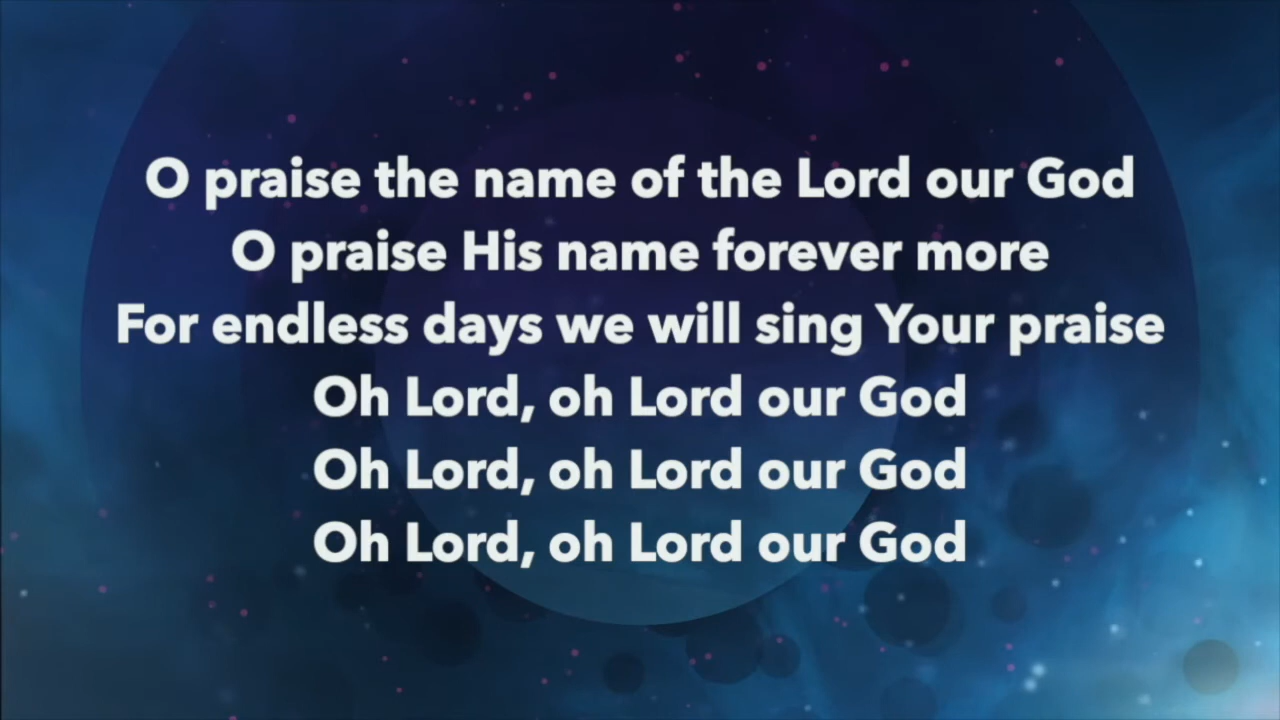 O praise the name of the Lord our God
O praise His name forever more
For endless days we will sing Your praise
Oh Lord, oh Lord our God
Oh Lord, oh Lord our God
Oh Lord, oh Lord our God